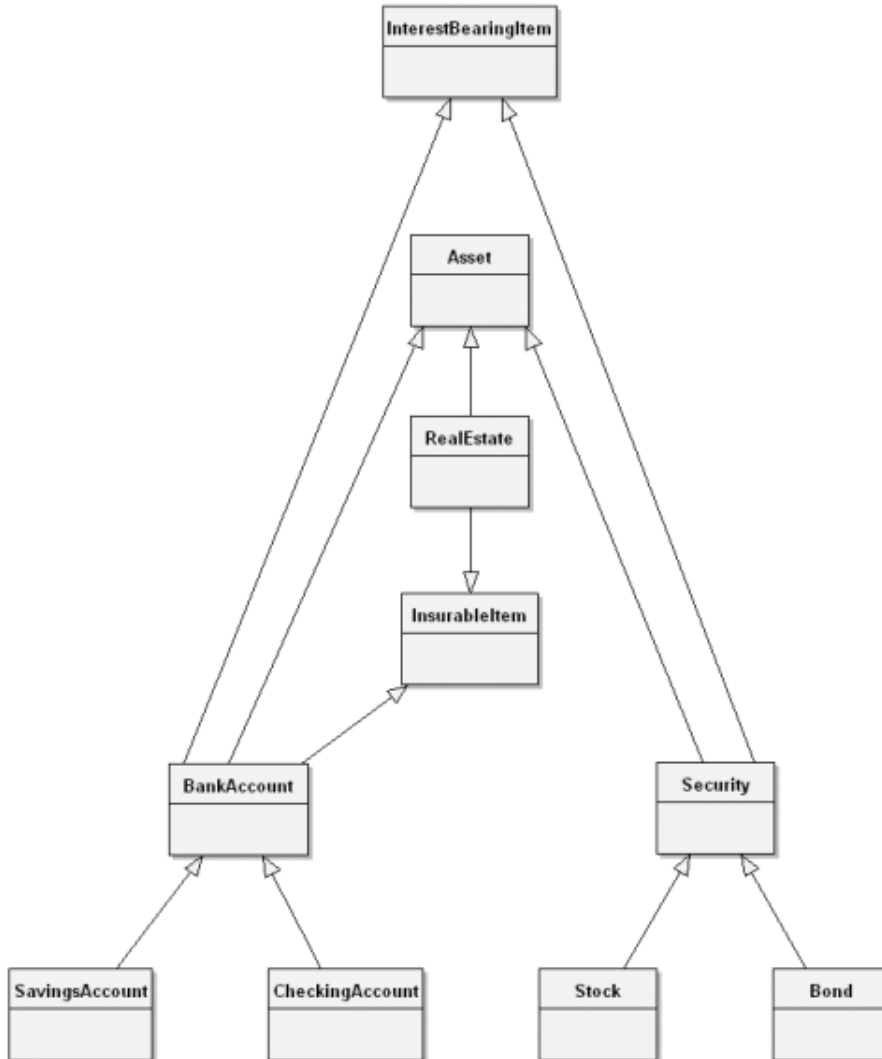 InterestBearingItem
Asset
RealEstate
InsurableItem
BankAccount
Security
SavingsAccount
CheckingAccount
Stock
Bond